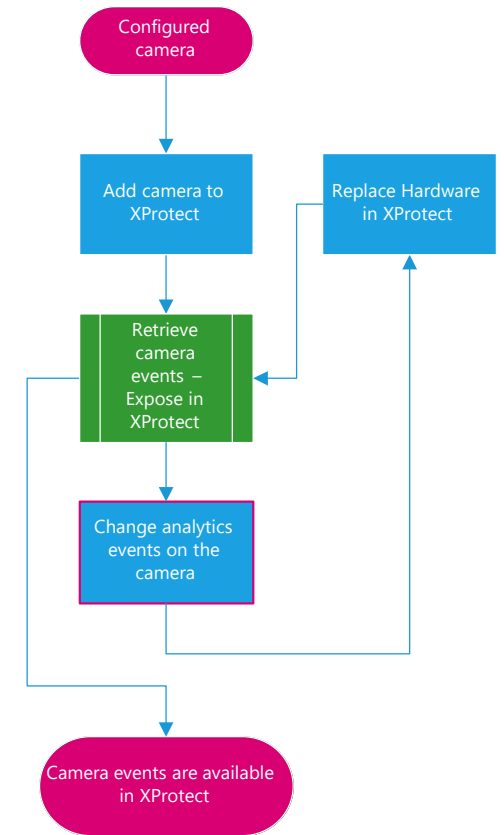 Configured
camera
Add camera to
XProtect
Replace Hardware
in XProtect
Retrieve
camera
events –
Expose in
XProtect
Change analytics
events on the
camera
Camera events are available
in XProtect